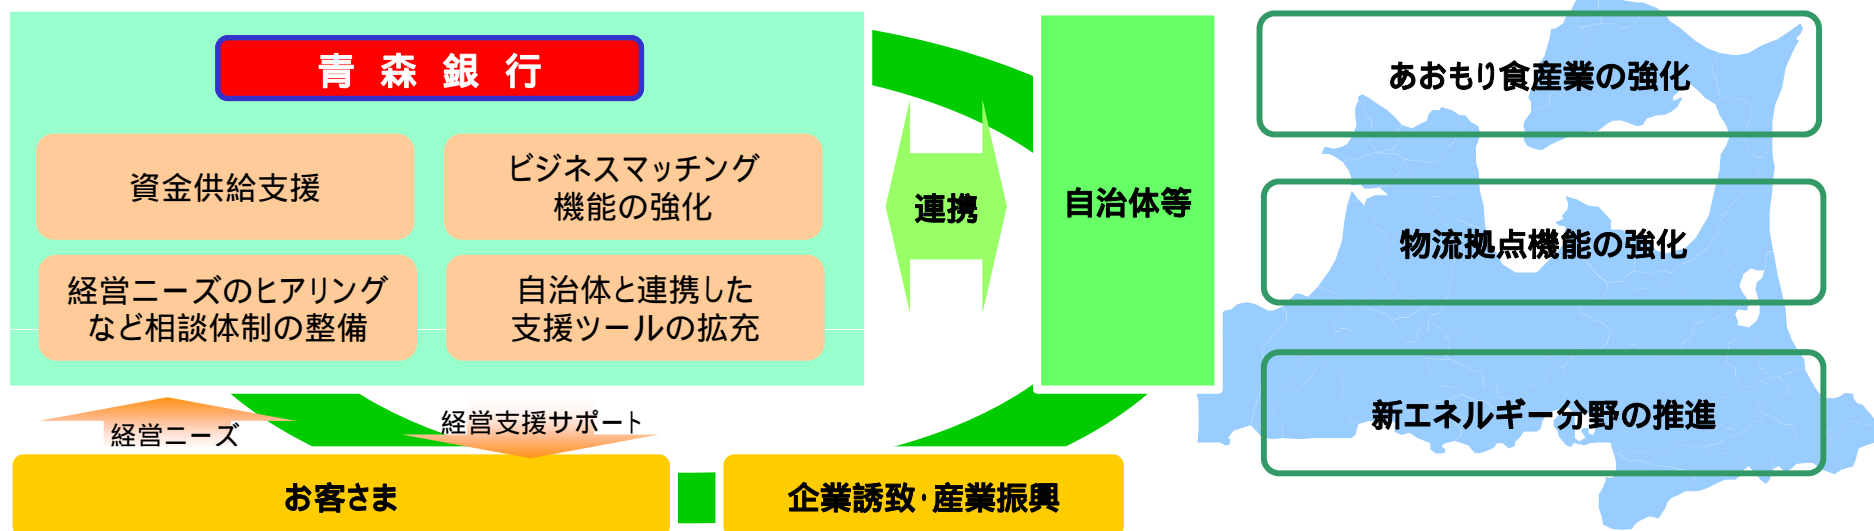 青森銀行
資金供給支援
ビジネスマッチング
機能の強化
経営ニーズのヒアリング
など相談体制の整備
自治体と連携した
支援ツールの拡充
連携
自治体等
あおもり食産業の強化
物流拠点機能の強化
新エネルギー分野の推進
経営ニーズ
経営支援サポート
お客さま
企業誘致・産業振興